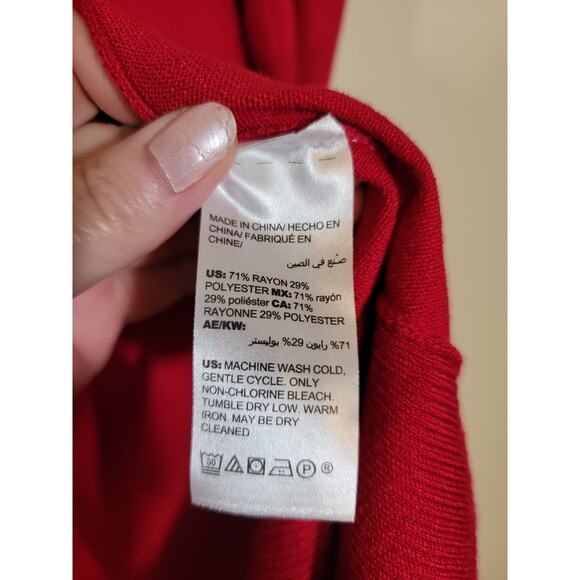 MADE IN CHINA/ HECHO EN
CHINA/ FABRIQUÉ EN
CHINE/
صنع في الصين
US: 71% RAYON 29%
POLYESTER MX: 71% rayón
29% poliéster CA: 71%
RAYONNE 29% POLYESTER
AE/KW:
71% رايون 29% بوليستر
US: MACHINE WASH COLD,
GENTLE CYCLE. ONLY
NON-CHLORINE BLEACH.
TUMBLE DRY LOW. WARM
IRON. MAY BE DRY
CLEANED
30 P ®